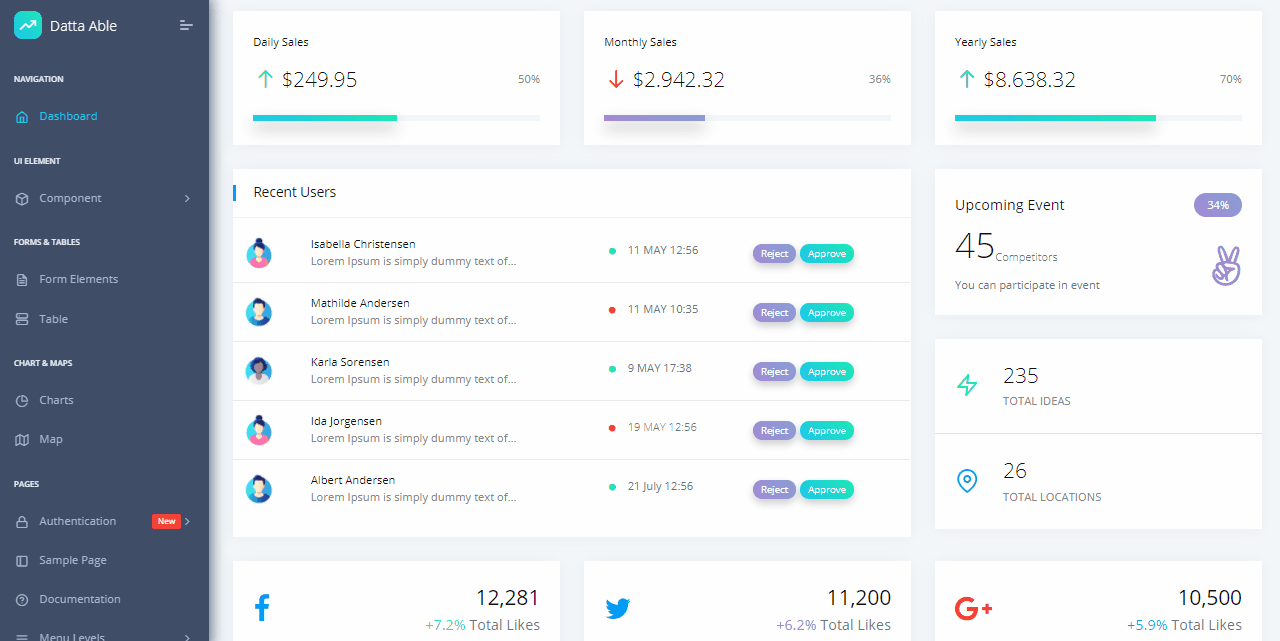 Datta Able
NAVIGATION
Dashboard
UI ELEMENT
Component
FORMS & TABLES
Form Elements
Table
CHART & MAPS
Charts
Map
PAGES
Authentication New
Sample Page
Documentation
Menu Levels
Daily Sales
$249.95 50%
Monthly Sales
$2.942.32 36%
Yearly Sales
$8.638.32 70%
Recent Users
Isabella Christensen
Lorem Ipsum is simply dummy text of...
11 MAY 12:56 Reject Approve
Mathilde Andersen
Lorem Ipsum is simply dummy text of...
11 MAY 10:35 Reject Approve
Karla Sorensen
Lorem Ipsum is simply dummy text of...
9 MAY 17:38 Reject Approve
Ida Jorgensen
Lorem Ipsum is simply dummy text of...
19 MAY 12:56 Reject Approve
Albert Andersen
Lorem Ipsum is simply dummy text of...
21 July 12:56 Reject Approve
Upcoming Event 34%
45 Competitors
You can participate in event
235
TOTAL IDEAS
26
TOTAL LOCATIONS
12,281
+7.2% Total Likes
11,200
+6.2% Total Likes
G+ 10,500
+5.9% Total Likes